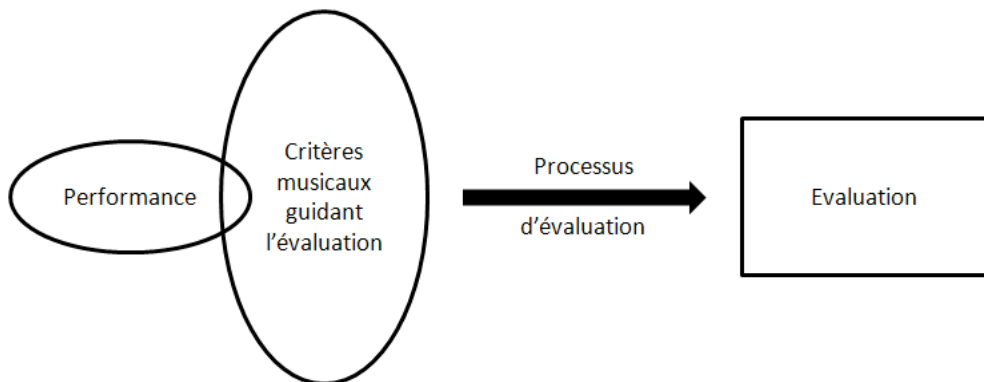 Performance
Critères
musicaux
guidant
l'évaluation
Processus
d'évaluation
Evaluation